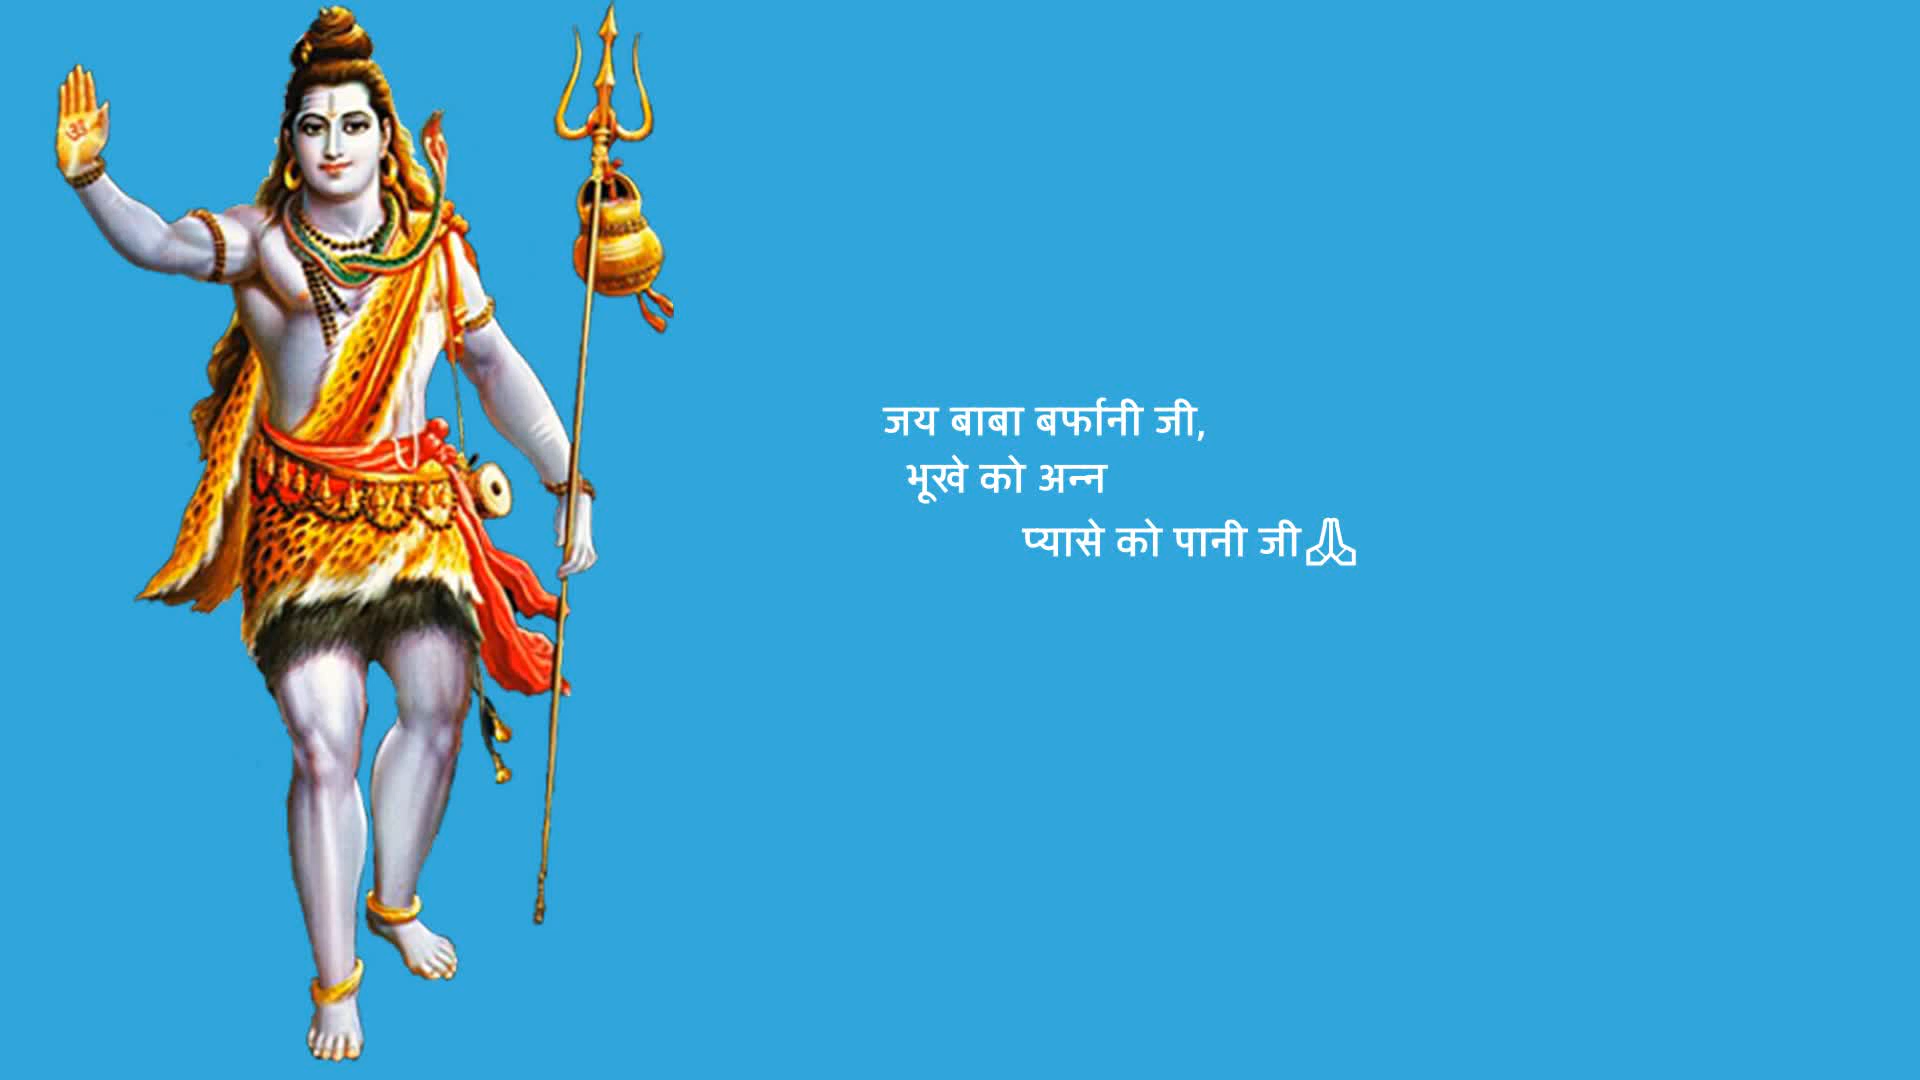 ॐ
जय बाबा बर्फानी जी,
भूखे को अन्न
प्यासे को पानी जी🙏